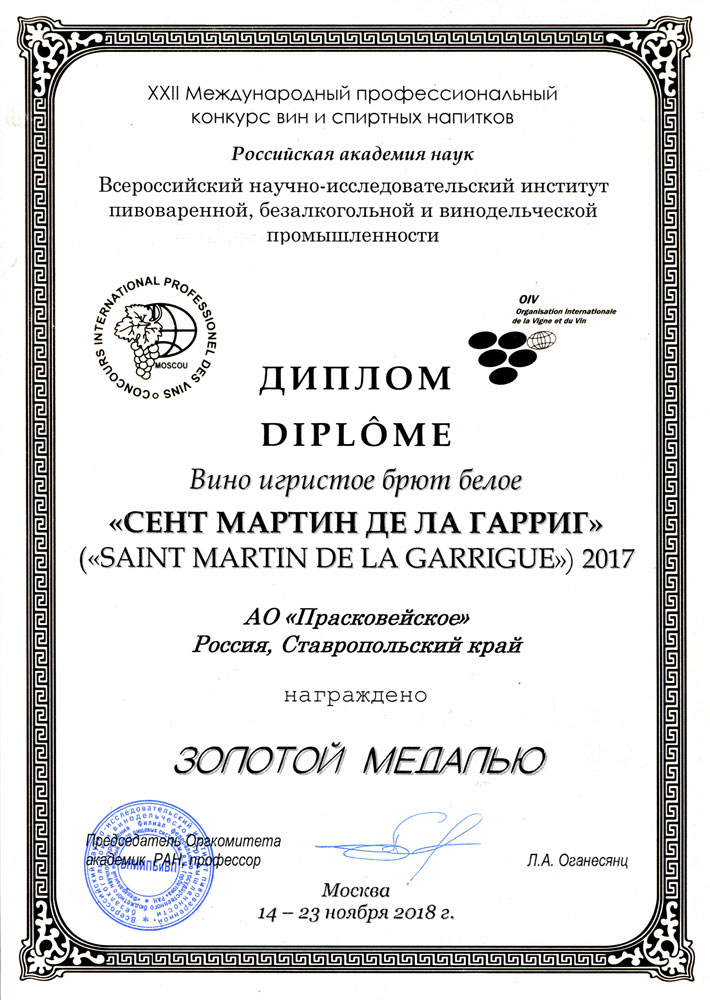 XXII Международный профессиональный
конкурс вин и спиртных напитков
Российская академия наук
Всероссийский научно-исследовательский институт
пивоваренной, безалкогольной и винодельческой
промышленности
CONCOURS INTERNATIONAL PROFESSIONEL DES VINS
MOSCOU
OIV
Organisation Internationale
de la Vigne et du Vin
ДИПЛОМ
DIPLÔME
Вино игристое брют белое
«СЕНТ МАРТИН ДЕ ЛА ГАРРИГ»
(«SAINT MARTIN DE LA GARRIGUE») 2017
АО «Прасковейское»
Россия, Ставропольский край
награждено
ЗОЛОТОЙ МЕДАЛЬЮ
Председатель Оргкомитета
академик РАН, профессор
Л.А. Оганесянц
Москва
14 – 23 ноября 2018 г.